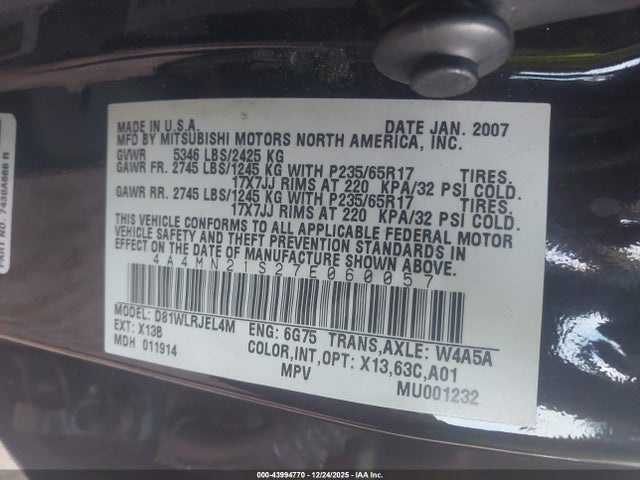 PART NO. 7430A666 R
MADE IN U.S.A. DATE JAN. 2007
MFD BY MITSUBISHI MOTORS NORTH AMERICA, INC.
GVWR 5346 LBS/2425 KG
GAWR FR. 2745 LBS/1245 KG WITH P235/65R17 TIRES.
17X7JJ RIMS AT 220 KPA/32 PSI COLD.
GAWR RR. 2745 LBS/1245 KG WITH P235/65R17 TIRES
17X7JJ RIMS AT 220 KPA/32 PSI COLD.
THIS VEHICLE CONFORMS TO ALL APPLICABLE FEDERAL MOTOR
VEHICLE SAFETY AND THEFT PREVENTION STANDARDS IN
EFFECT ON THE DATE OF MANUFACTURE SHOWN ABOVE.
4A4MN21S27E060057
MODEL: D81WLRJEL4M
EXT: X13B ENG: 6G75 TRANS,AXLE: W4A5A
MDH 011914 COLOR,INT,OPT: X13,63C,A01
MPV MU001232
000-43994770 - 12/24/2025 - IAAI, Inc.